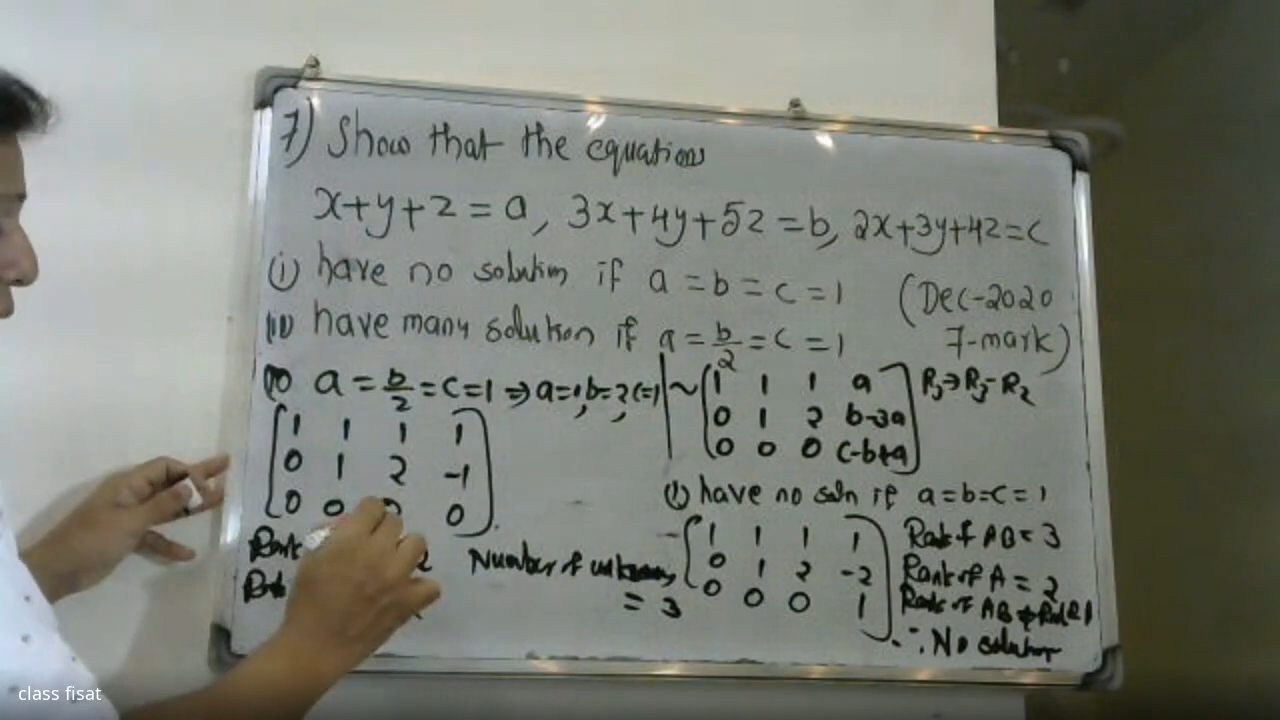 7) Show that the equations
x+y+z = a, 3x+4y+5z = b, 2x+3y+4z = c
(i) have no solution if a = b = c = 1 (Dec-2020
(ii) have many solution if a = b/2 = c = 1 7-mark)
a = b/2 = c = 1 ⇒ a=1, b=2, c=1
1 1 1 1
0 1 2 -1
0 0 0 0
2
Number of unknowns
= 3
~ 1 1 1 a R3→R3-R2
0 1 2 b-3a
0 0 0 c-b+a
(i) have no soln if a=b=c=1
~ 1 1 1 1
0 1 2 -2
0 0 0 1
Rank of AB = 3
Rank of A = 2
Rank of AB ≠
∴ No solution
class fisat